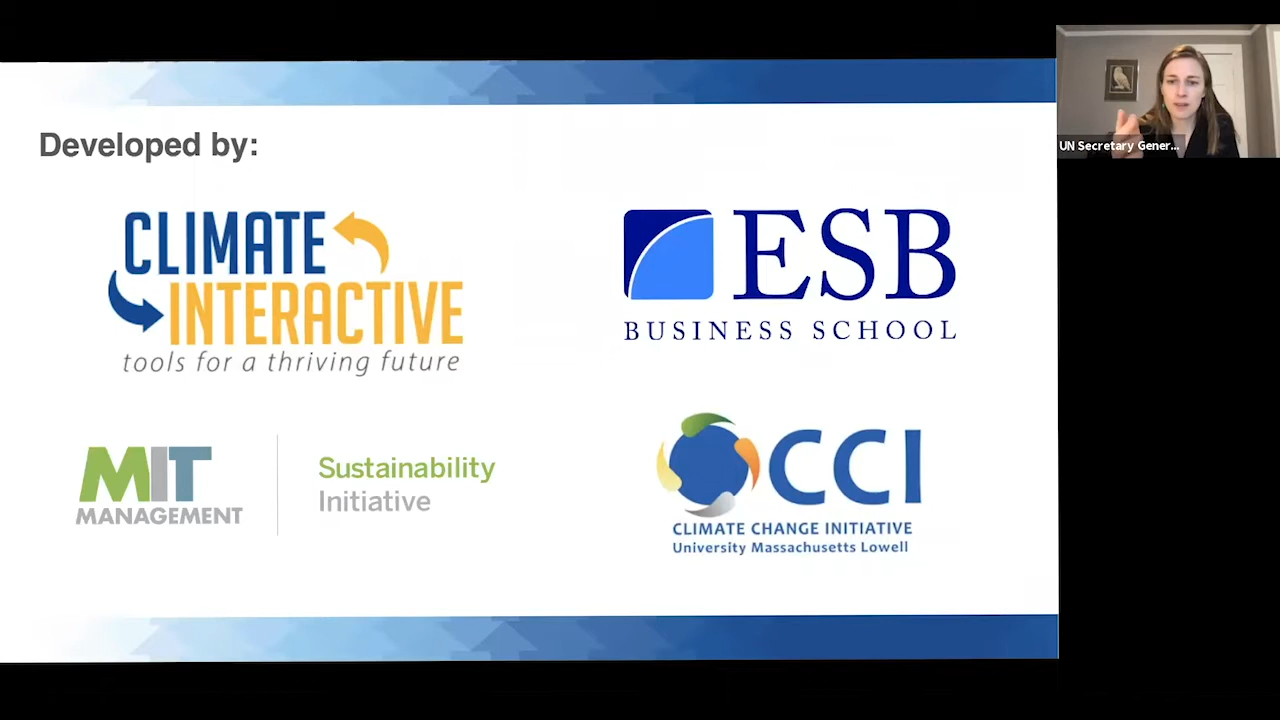 Developed by:
CLIMATE
INTERACTIVE
tools for a thriving future
ESB
BUSINESS SCHOOL
MIT
MANAGEMENT
Sustainability
Initiative
CCI
CLIMATE CHANGE INITIATIVE
University Massachusetts Lowell
UN Secretary Gener...